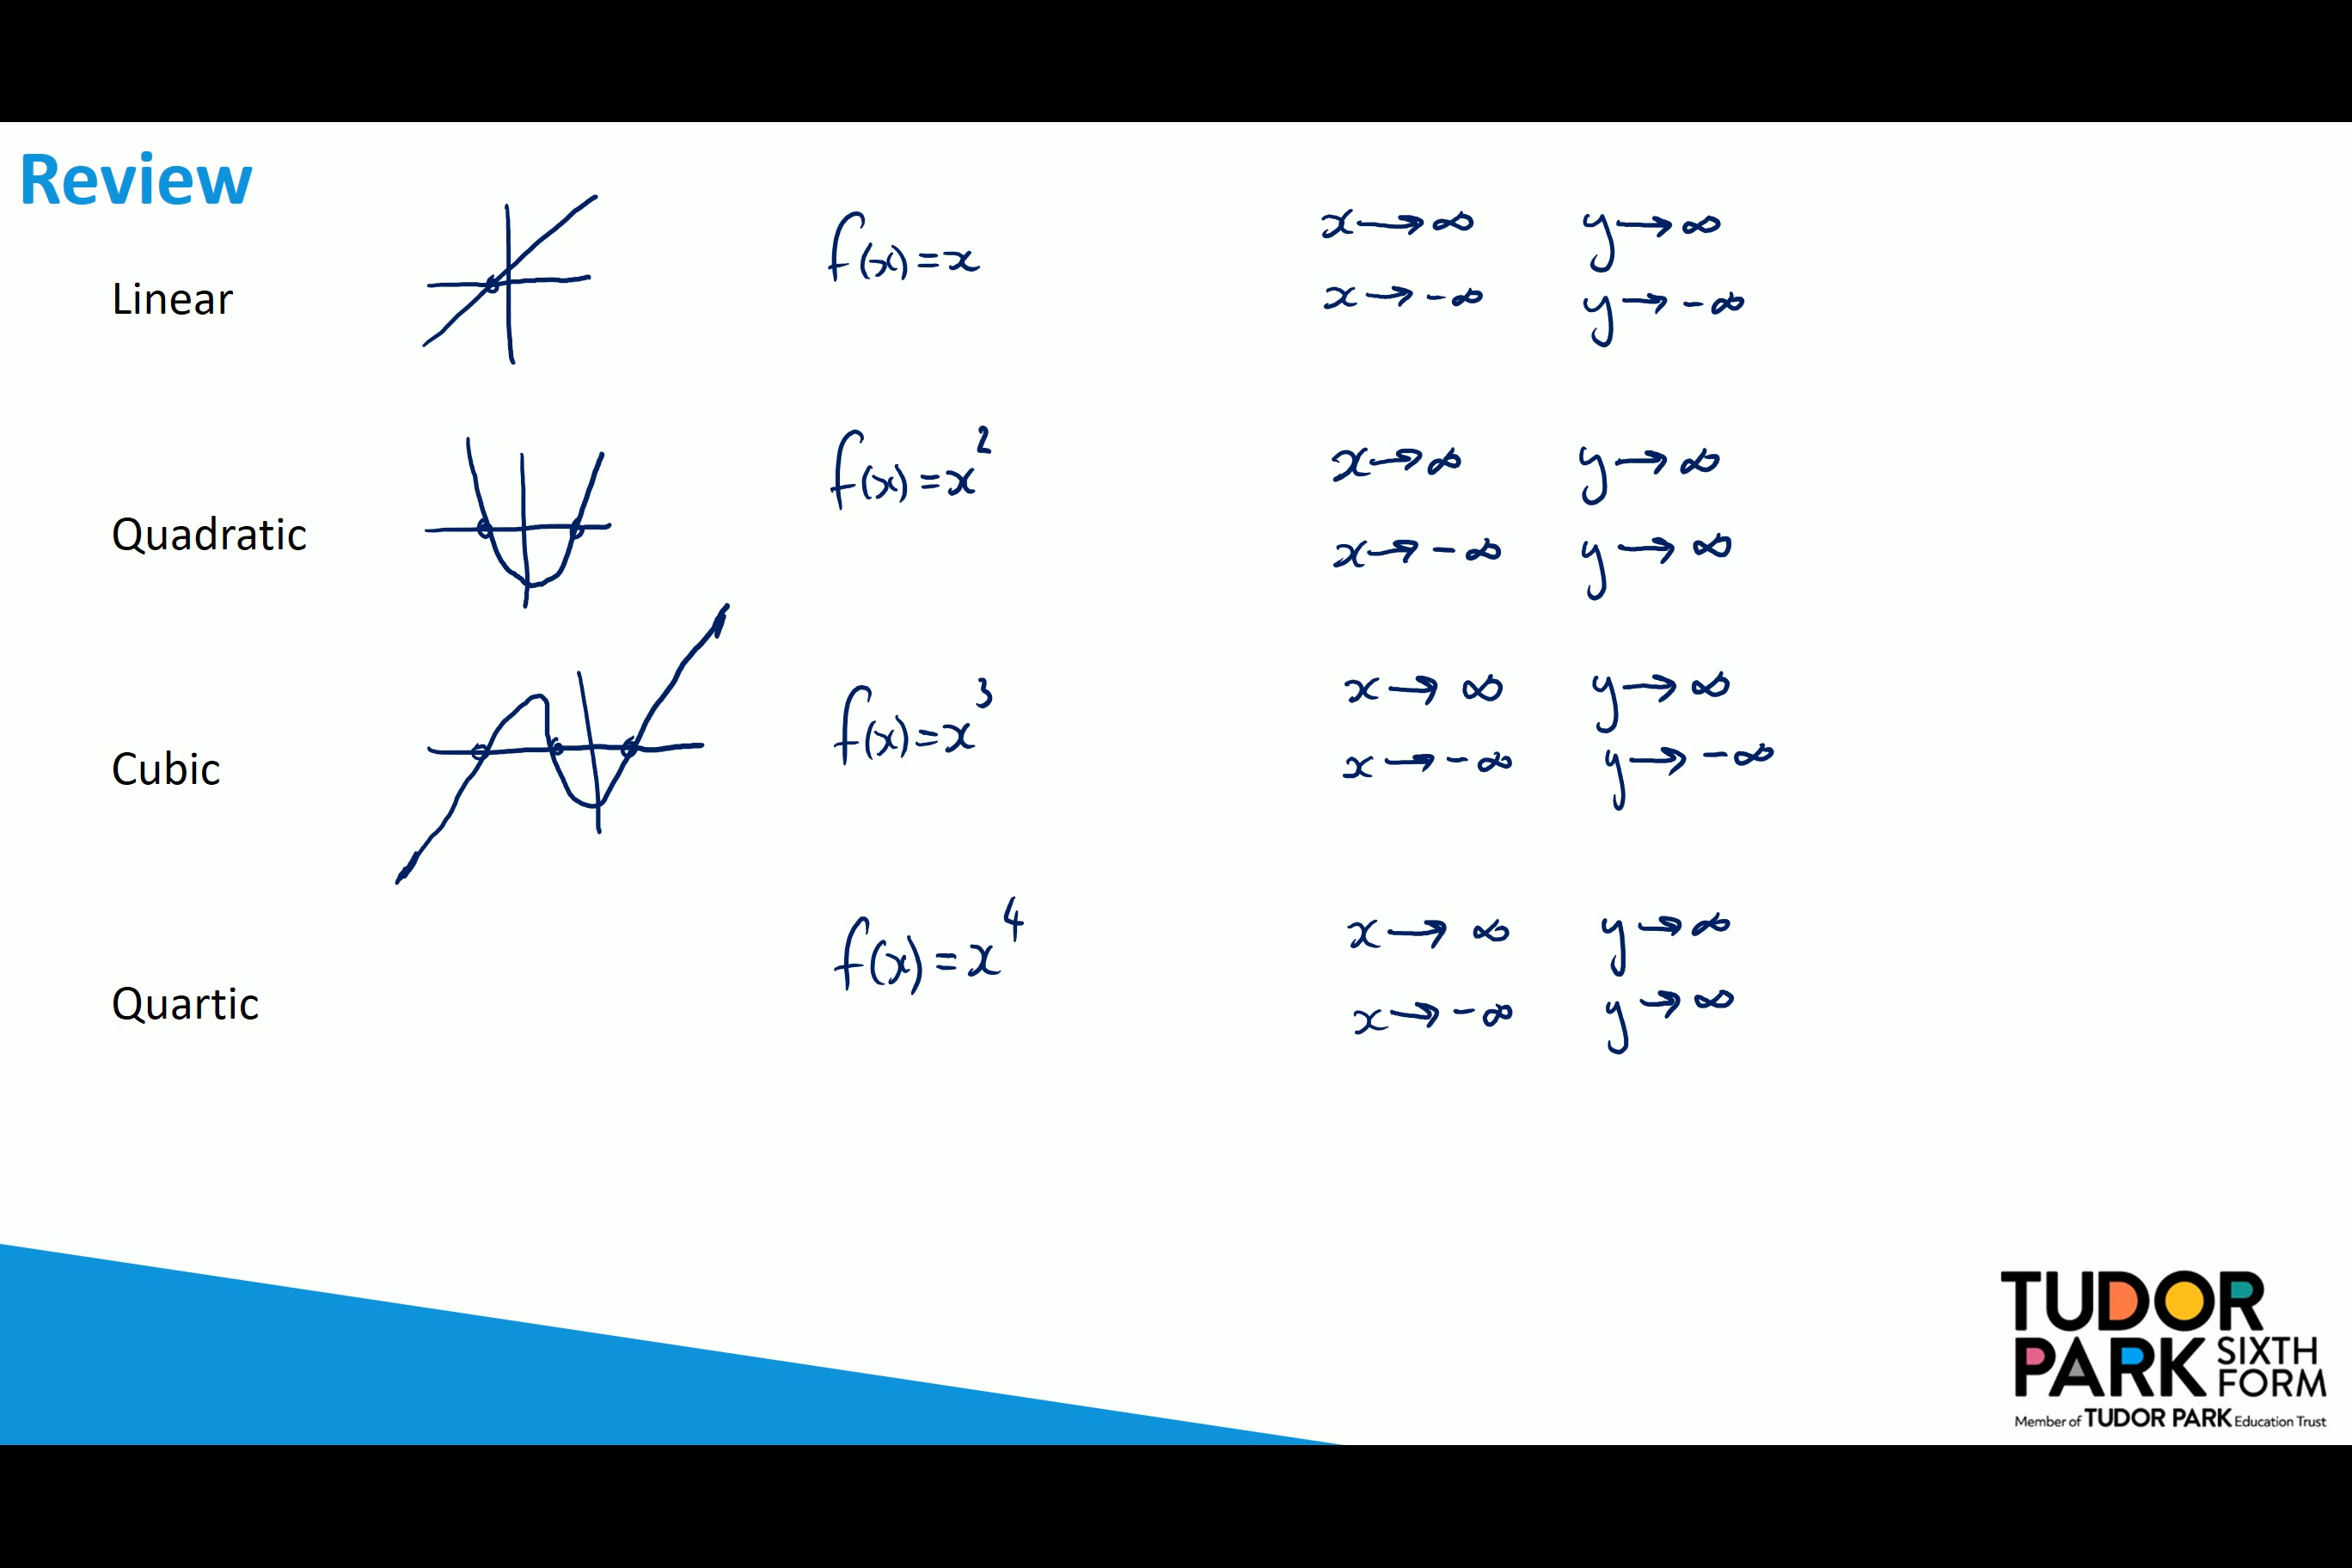 Review
Linear
f(x) = x
x → ∞ y → ∞
x → -∞ y → -∞
Quadratic
f(x) = x²
x → ∞ y → ∞
x → -∞ y → ∞
Cubic
f(x) = x³
x → ∞ y → ∞
x → -∞ y → -∞
Quartic
f(x) = x⁴
x → ∞ y → ∞
x → -∞ y → ∞
TUDOR
PARK SIXTH FORM
Member of TUDOR PARK Education Trust